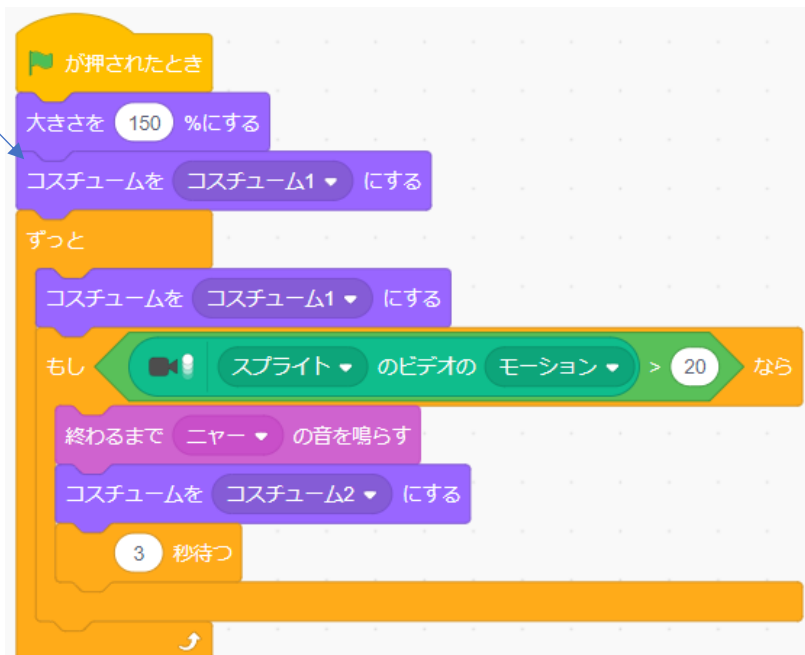 が押されたとき
大きさを 150 %にする
コスチュームを コスチューム1 にする
ずっと
コスチュームを コスチューム1 にする
もし スプライト のビデオの モーション > 20 なら
終わるまで ニャー の音を鳴らす
コスチュームを コスチューム2 にする
3 秒待つ